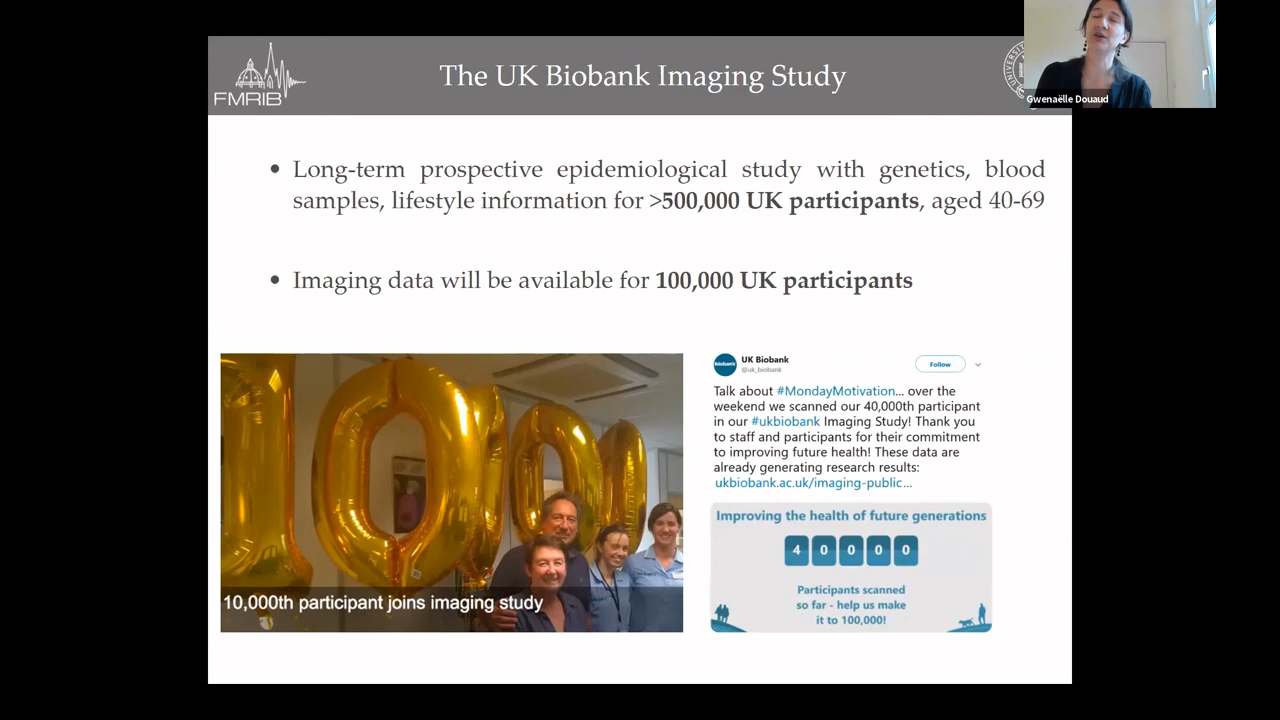 FMRIB
The UK Biobank Imaging Study
Gwenaëlle Douaud
• Long-term prospective epidemiological study with genetics, blood
samples, lifestyle information for >500,000 UK participants, aged 40-69
• Imaging data will be available for 100,000 UK participants
10,000th participant joins imaging study
biobank
UK Biobank
@uk_biobank
Follow
Talk about #MondayMotivation... over the
weekend we scanned our 40,000th participant
in our #ukbiobank Imaging Study! Thank you
to staff and participants for their commitment
to improving future health! These data are
already generating research results:
ukbiobank.ac.uk/imaging-public...
Improving the health of future generations
4 0 0 0 0
Participants scanned
so far - help us make
it to 100,000!